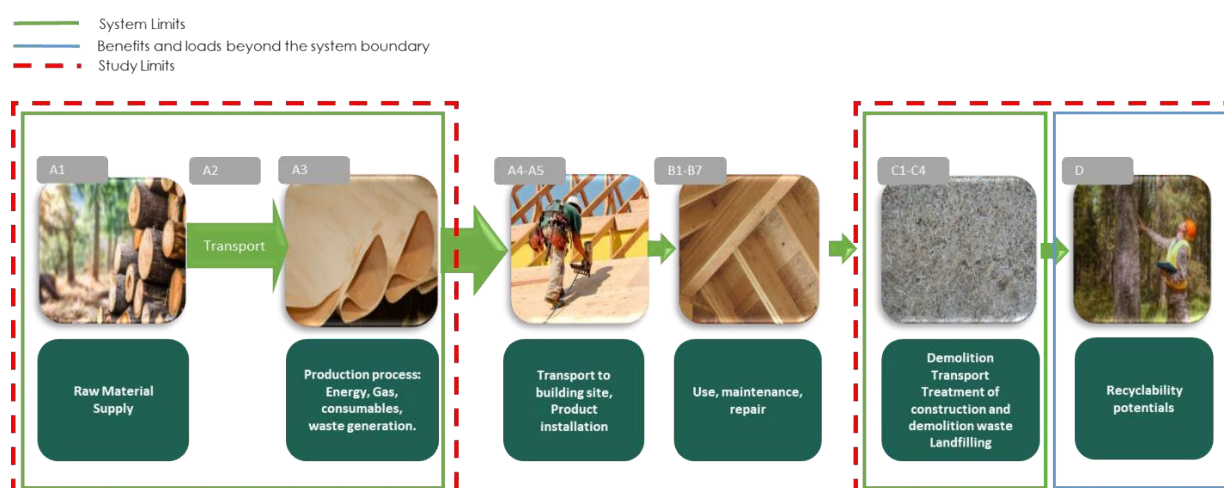 System Limits
Benefits and loads beyond the system boundary
Study Limits
A1
A2
A3
A4-A5
B1-B7
C1-C4
D
Transport
Raw Material
Supply
Production process:
Energy, Gas,
consumables,
waste generation.
Transport to
building site,
Product
installation
Use, maintenance,
repair
Demolition
Transport
Treatment of
construction and
demolition waste
Landfilling
Recyclability
potentials